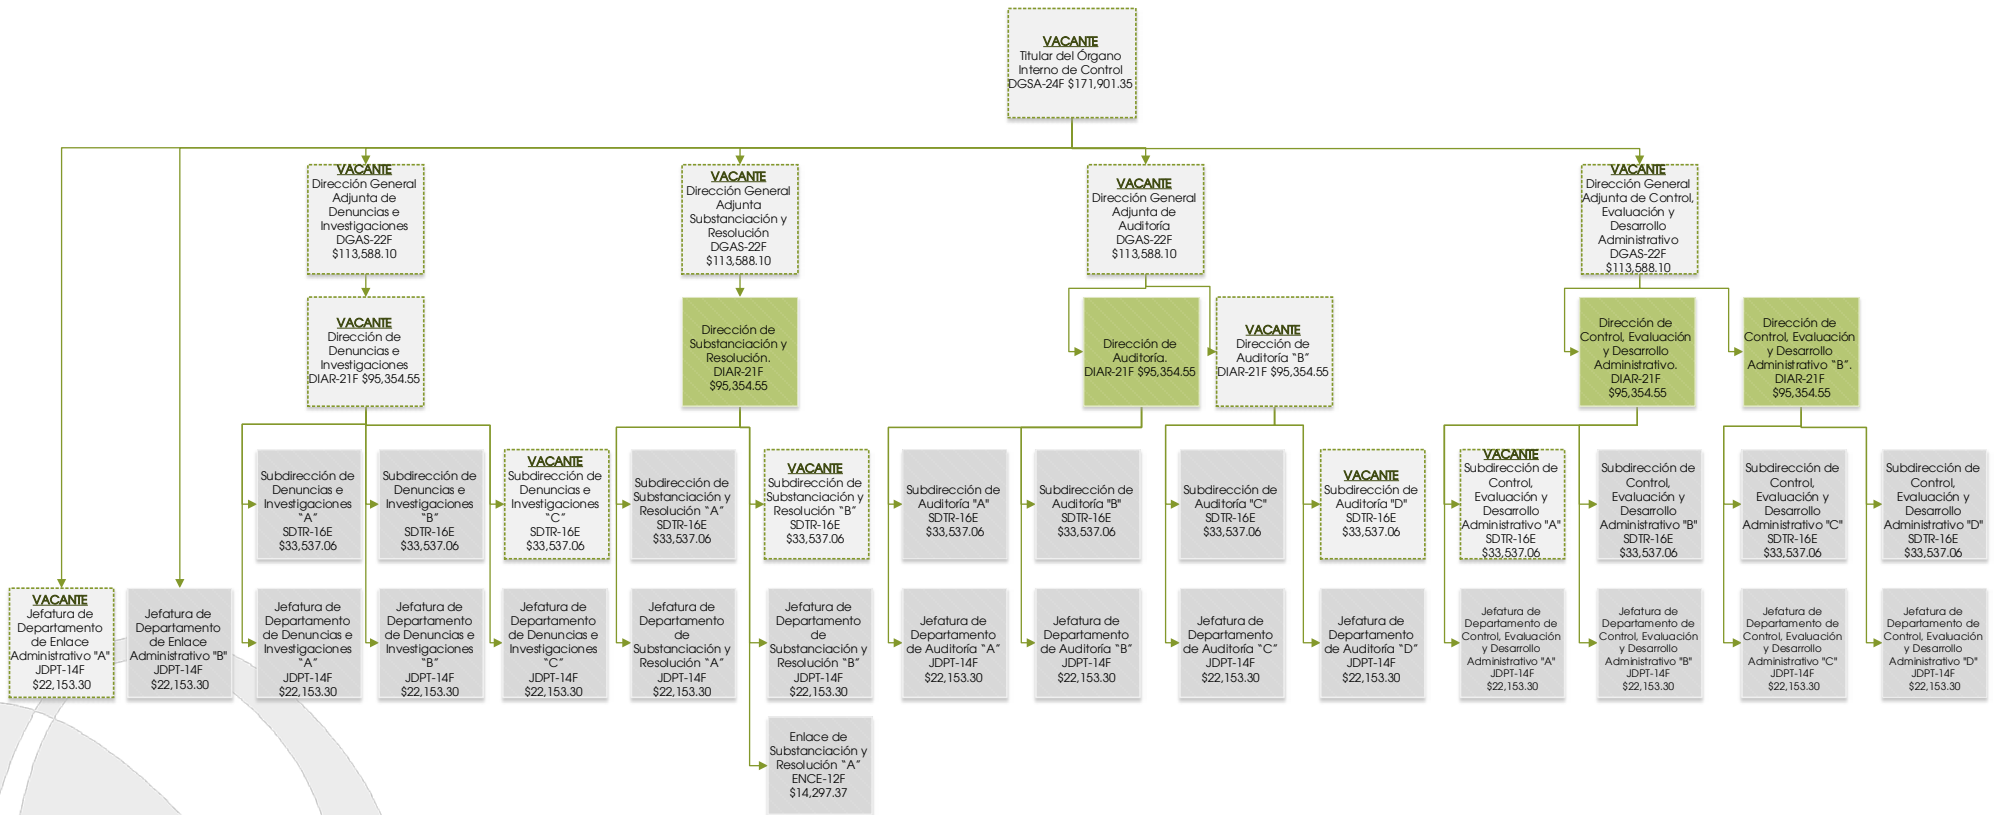 VACANTE
Titular del Órgano
Interno de Control
DGSA-24F $171,901.35
VACANTE
Dirección General
Adjunta de
Denuncias e
Investigaciones
DGAS-22F
$113,588.10
VACANTE
Dirección General
Adjunta
Substanciación y
Resolución
DGAS-22F
$113,588.10
VACANTE
Dirección General
Adjunta de
Auditoría
DGAS-22F
$113,588.10
VACANTE
Dirección General
Adjunta de Control,
Evaluación y
Desarrollo
Administrativo
DGAS-22F
$113,588.10
VACANTE
Dirección de
Denuncias e
Investigaciones
DIAR-21F $95,354.55
Dirección de
Substanciación y
Resolución.
DIAR-21F
$95,354.55
Dirección de
Auditoría.
DIAR-21F $95,354.55
VACANTE
Dirección de
Auditoría “B”
DIAR-21F $95,354.55
Dirección de
Control, Evaluación
y Desarrollo
Administrativo.
DIAR-21F
$95,354.55
Dirección de
Control, Evaluación
y Desarrollo
Administrativo “B”.
DIAR-21F
$95,354.55
Subdirección de
Denuncias e
Investigaciones
“A”
SDTR-16E
$33,537.06
Subdirección de
Denuncias e
Investigaciones
“B”
SDTR-16E
$33,537.06
VACANTE
Subdirección de
Denuncias e
Investigaciones
“C”
SDTR-16E
$33,537.06
Subdirección de
Substanciación y
Resolución “A”
SDTR-16E
$33,537.06
VACANTE
Subdirección de
Substanciación y
Resolución “B”
SDTR-16E
$33,537.06
Subdirección de
Auditoría "A"
SDTR-16E
$33,537.06
Subdirección de
Auditoría "B"
SDTR-16E
$33,537.06
Subdirección de
Auditoría "C"
SDTR-16E
$33,537.06
VACANTE
Subdirección de
Auditoría "D"
SDTR-16E
$33,537.06
VACANTE
Subdirección de
Control,
Evaluación y
Desarrollo
Administrativo "A"
SDTR-16E
$33,537.06
Subdirección de
Control,
Evaluación y
Desarrollo
Administrativo "B"
SDTR-16E
$33,537.06
Subdirección de
Control,
Evaluación y
Desarrollo
Administrativo "C"
SDTR-16E
$33,537.06
Subdirección de
Control,
Evaluación y
Desarrollo
Administrativo "D"
SDTR-16E
$33,537.06
VACANTE
Jefatura de
Departamento
de Enlace
Administrativo "A"
JDPT-14F
$22,153.30
Jefatura de
Departamento
de Enlace
Administrativo "B"
JDPT-14F
$22,153.30
Jefatura de
Departamento
de Denuncias e
Investigaciones
“A”
JDPT-14F
$22,153.30
Jefatura de
Departamento
de Denuncias e
Investigaciones
“B”
JDPT-14F
$22,153.30
Jefatura de
Departamento
de Denuncias e
Investigaciones
“C”
JDPT-14F
$22,153.30
Jefatura de
Departamento
de
Substanciación y
Resolución “A”
JDPT-14F
$22,153.30
Jefatura de
Departamento
de
Substanciación y
Resolución “B”
JDPT-14F
$22,153.30
Jefatura de
Departamento
de Auditoría “A”
JDPT-14F
$22,153.30
Jefatura de
Departamento
de Auditoría “B”
JDPT-14F
$22,153.30
Jefatura de
Departamento
de Auditoría “C”
JDPT-14F
$22,153.30
Jefatura de
Departamento
de Auditoría “D”
JDPT-14F
$22,153.30
Jefatura de
Departamento de
Control, Evaluación
y Desarrollo
Administrativo "A"
JDPT-14F
$22,153.30
Jefatura de
Departamento de
Control, Evaluación
y Desarrollo
Administrativo "B"
JDPT-14F
$22,153.30
Jefatura de
Departamento de
Control, Evaluación
y Desarrollo
Administrativo "C"
JDPT-14F
$22,153.30
Jefatura de
Departamento de
Control, Evaluación
y Desarrollo
Administrativo "D"
JDPT-14F
$22,153.30
Enlace de
Substanciación y
Resolución “A”
ENCE-12F
$14,297.37